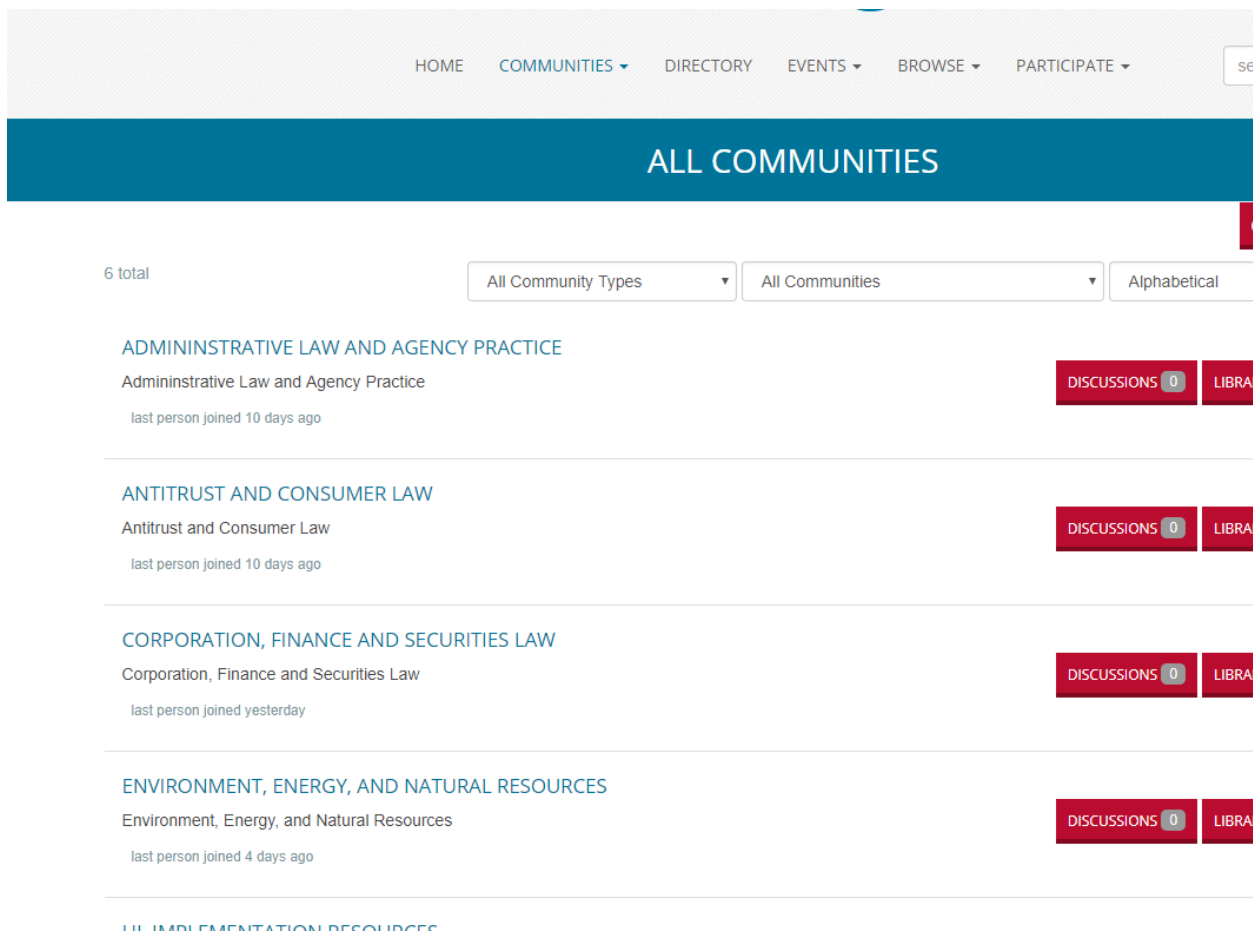 HOME COMMUNITIES DIRECTORY EVENTS BROWSE PARTICIPATE
ALL COMMUNITIES
6 total All Community Types All Communities Alphabetical
ADMININSTRATIVE LAW AND AGENCY PRACTICE
Admininstrative Law and Agency Practice
DISCUSSIONS 0
last person joined 10 days ago
ANTITRUST AND CONSUMER LAW
Antitrust and Consumer Law
DISCUSSIONS 0
last person joined 10 days ago
CORPORATION, FINANCE AND SECURITIES LAW
Corporation, Finance and Securities Law
DISCUSSIONS 0
last person joined yesterday
ENVIRONMENT, ENERGY, AND NATURAL RESOURCES
Environment, Energy, and Natural Resources
DISCUSSIONS 0
last person joined 4 days ago